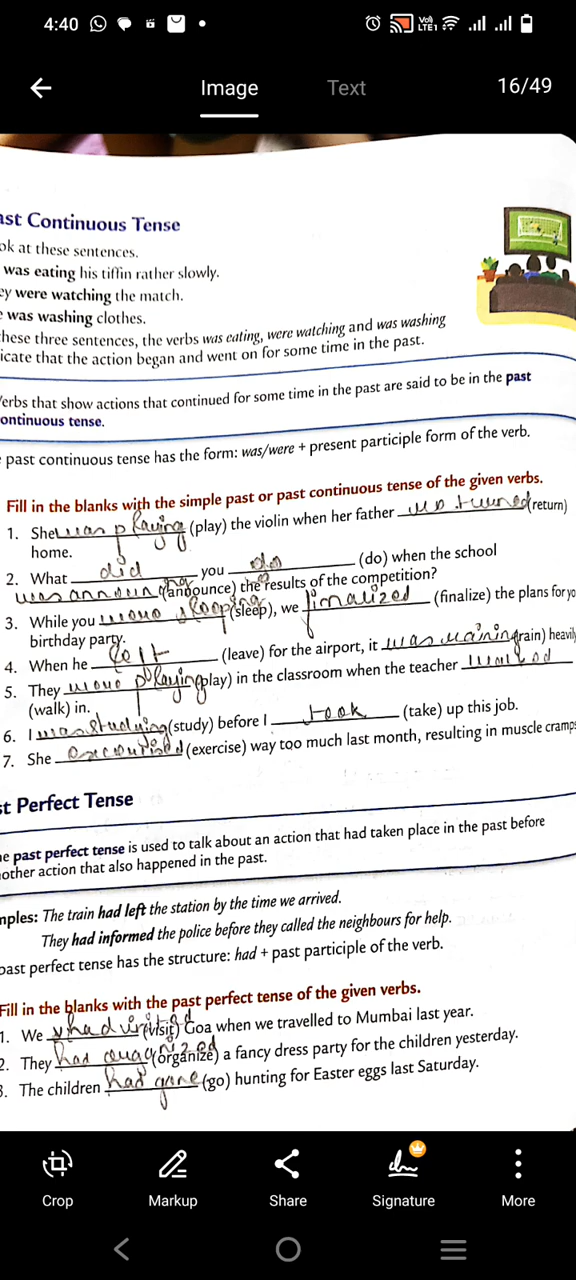 4:40
Vo)) LTE1
Image
Text
16/49
ast Continuous Tense
ok at these sentences.
was eating his tiffin rather slowly.
ey were watching the match.
e was washing clothes.
hese three sentences, the verbs was eating, were watching and was washing
icate that the action began and went on for some time in the past.
erbs that show actions that continued for some time in the past are said to be in the past
ontinuous tense.
e past continuous tense has the form: was/were + present participle form of the verb.
Fill in the blanks with the simple past or past continuous tense of the given verbs.
1. She was playing (play) the violin when her father (return)
home.
2. What did you do (do) when the school
was (announce) the results of the competition?
3. While you sleeping (sleep), we finalized (finalize) the plans for yo
birthday party.
4. When he left (leave) for the airport, it was raining rain) heavil
5. They playing play) in the classroom when the teacher
(walk) in.
6. I was studying (study) before I took (take) up this job.
7. She (exercise) way too much last month, resulting in muscle cramp
st Perfect Tense
e past perfect tense is used to talk about an action that had taken place in the past before
other action that also happened in the past.
mples: The train had left the station by the time we arrived.
They had informed the police before they called the neighbours for help.
past perfect tense has the structure: had + past participle of the verb.
Fill in the blanks with the past perfect tense of the given verbs.
1. We had visited (visit) Goa when we travelled to Mumbai last year.
2. They had (organize) a fancy dress party for the children yesterday.
3. The children had gone (go) hunting for Easter eggs last Saturday.
Crop
Markup
Share
Signature
More